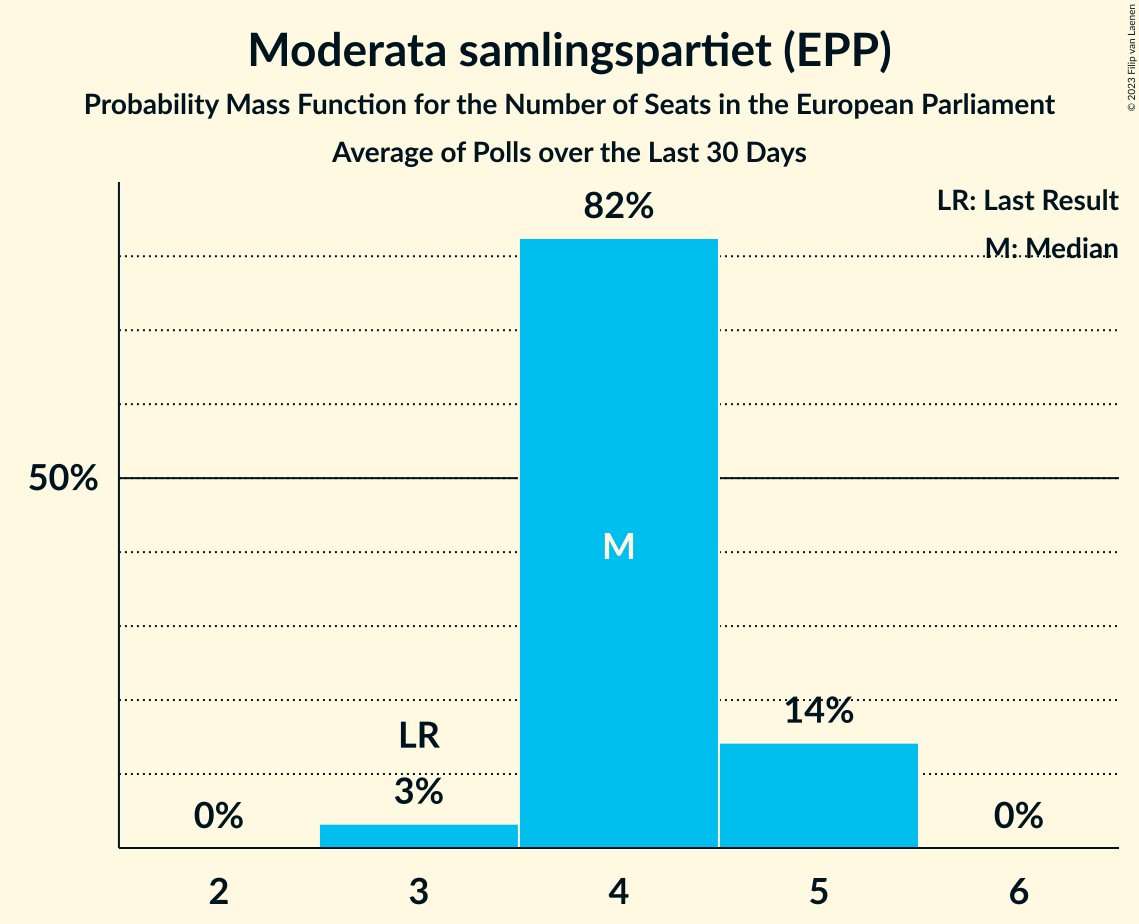 Moderata samlingspartiet (EPP)
Probability Mass Function for the Number of Seats in the European Parliament
Average of Polls over the Last 30 Days
© 2023 Filip van Laenen
LR: Last Result
M: Median
82%
50%
M
14%
LR
3%
0%
0%
2 3 4 5 6